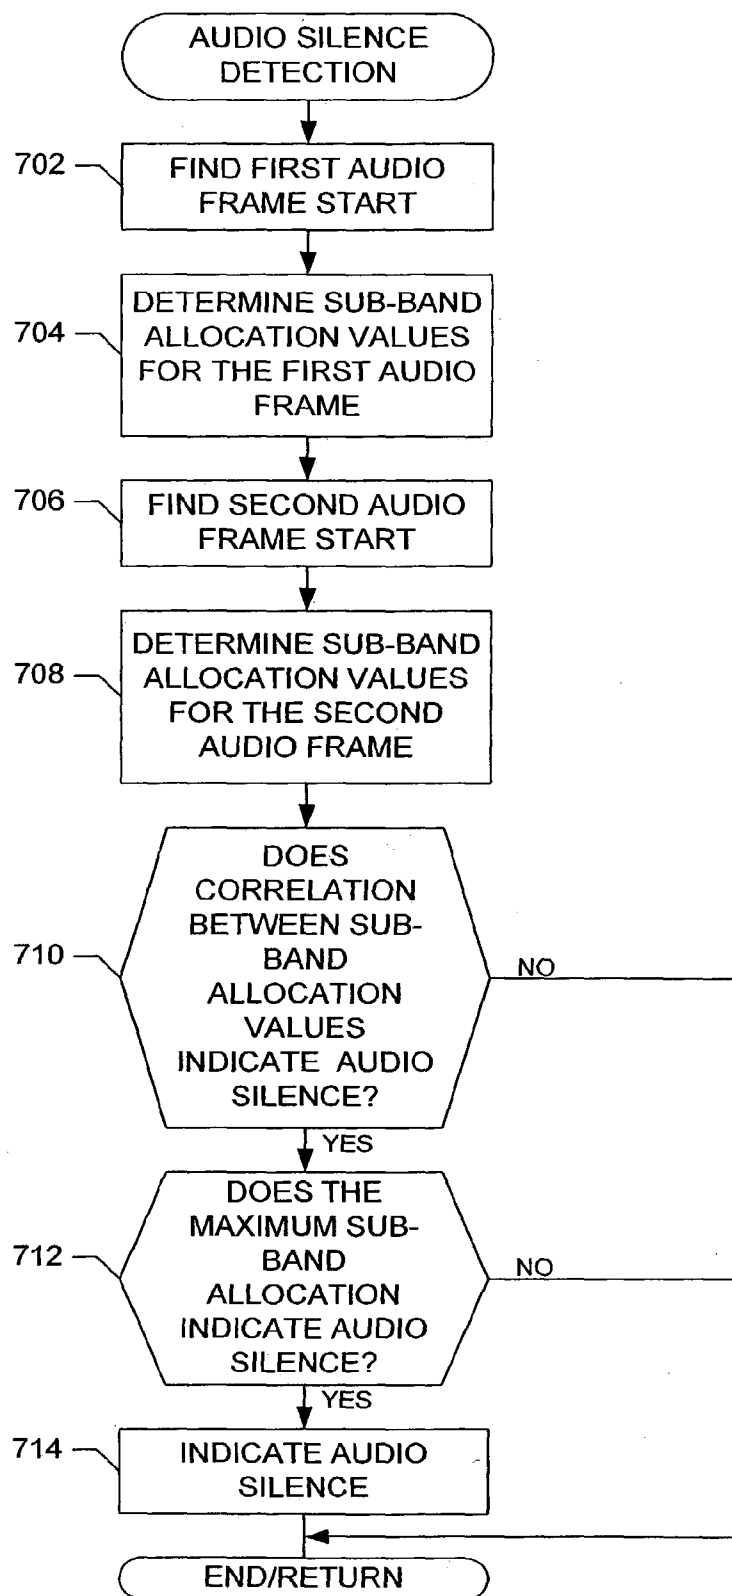 AUDIO SILENCE
DETECTION
702
FIND FIRST AUDIO
FRAME START
704
DETERMINE SUB-BAND
ALLOCATION VALUES
FOR THE FIRST AUDIO
FRAME
706
FIND SECOND AUDIO
FRAME START
708
DETERMINE SUB-BAND
ALLOCATION VALUES
FOR THE SECOND
AUDIO FRAME
710
DOES
CORRELATION
BETWEEN SUB-
BAND
ALLOCATION
VALUES
INDICATE AUDIO
SILENCE?
NO
YES
712
DOES THE
MAXIMUM SUB-
BAND
ALLOCATION
INDICATE AUDIO
SILENCE?
NO
YES
714
INDICATE AUDIO
SILENCE
END/RETURN